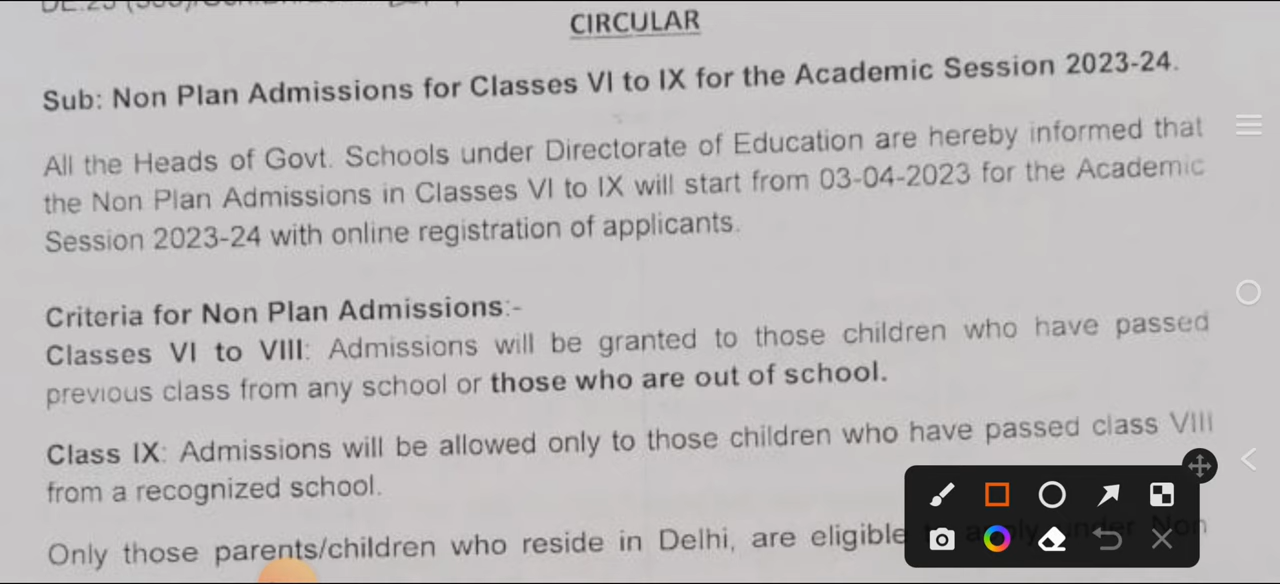 CIRCULAR
Sub: Non Plan Admissions for Classes VI to IX for the Academic Session 2023-24.
All the Heads of Govt. Schools under Directorate of Education are hereby informed that
the Non Plan Admissions in Classes VI to IX will start from 03-04-2023 for the Academic
Session 2023-24 with online registration of applicants.
Criteria for Non Plan Admissions:-
Classes VI to VIII: Admissions will be granted to those children who have passed
previous class from any school or those who are out of school.
Class IX: Admissions will be allowed only to those children who have passed class VIII
from a recognized school.
Only those parents/children who reside in Delhi, are eligible to apply under Non